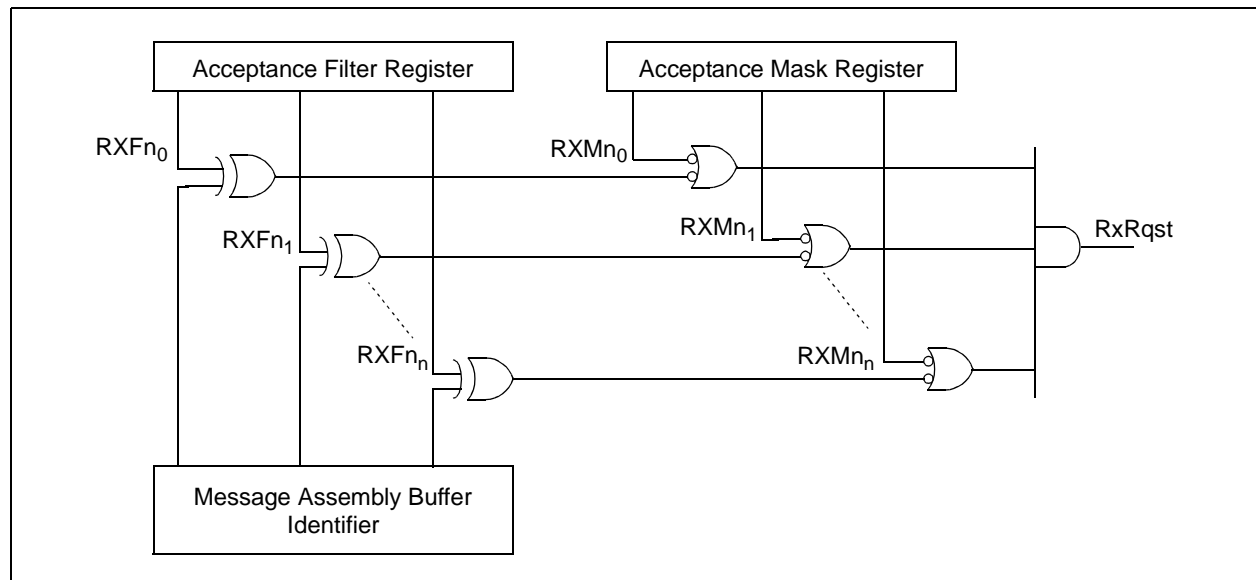 Acceptance Filter Register
Acceptance Mask Register
RXFn₀
RXMn₀
RXFn₁
RXMn₁
RxRqst
RXFnₙ
RXMnₙ
Message Assembly Buffer
Identifier